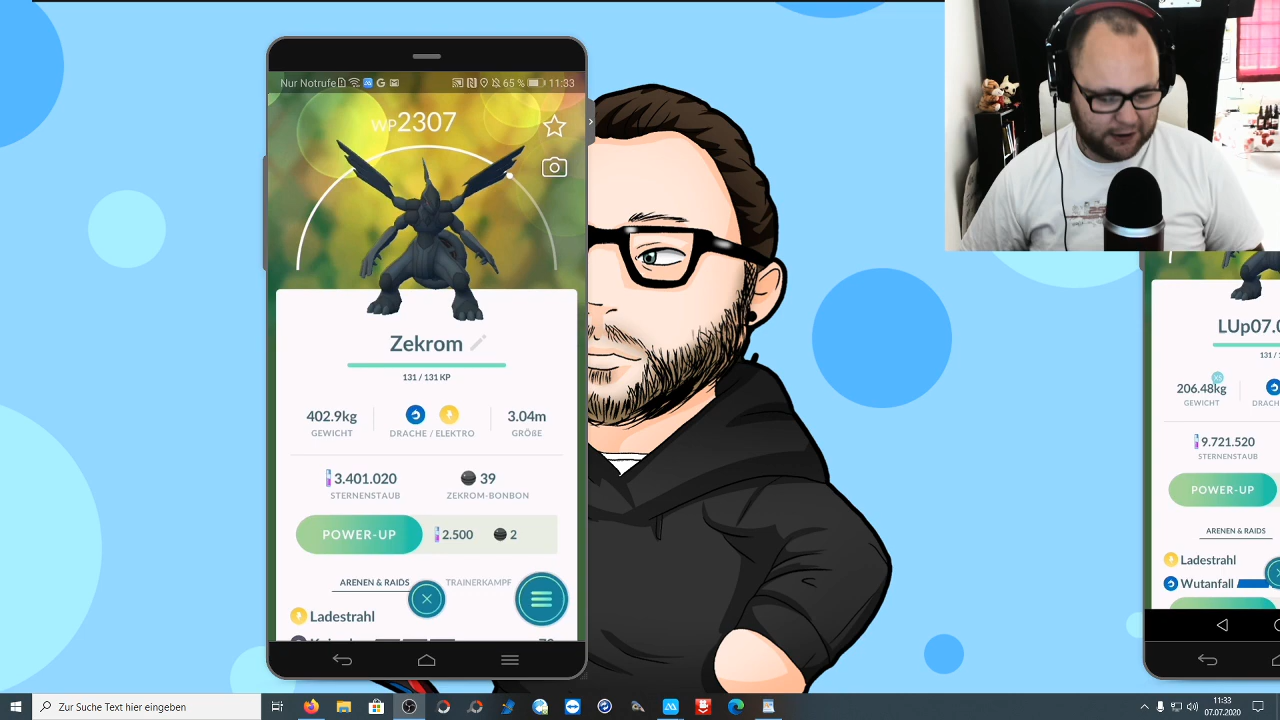 Nur Notrufe 65 % 11:33
WP2307
Zekrom
131 / 131 KP
402.9kg
GEWICHT
DRACHE / ELEKTRO
3.04m
GRÖẞE
3.401.020
STERNENSTAUB
39
ZEKROM-BONBON
POWER-UP 2.500 2
ARENEN & RAIDS TRAINERKAMPF
Ladestrahl
LUp07.0
131 /
XS
206.48kg
GEWICHT
DRACH
9.721.520
STERNENSTAUB
POWER-UP
ARENEN & RAIDS
Ladestrahl
Wutanfall
Zur Suche Text hier eingeben
11:33
07.07.2020